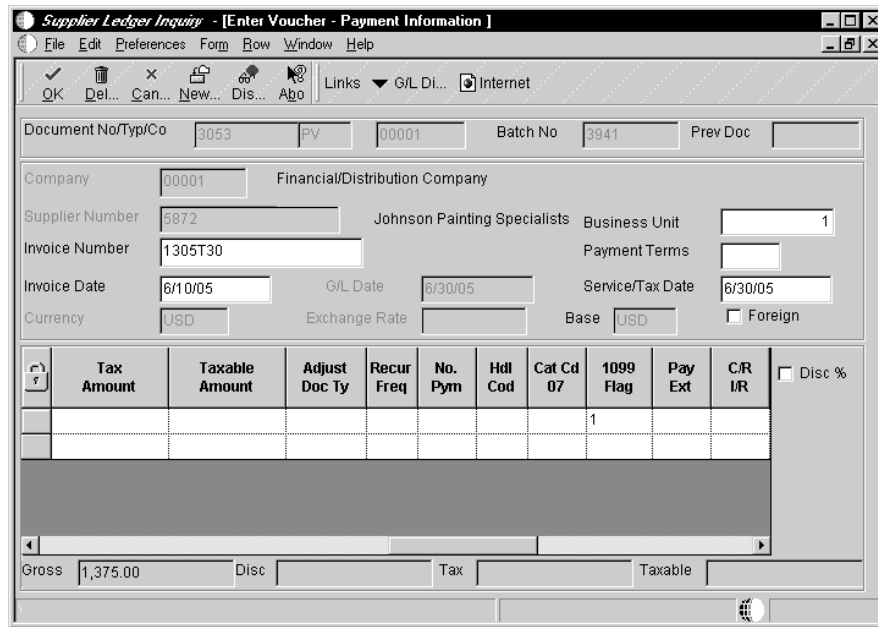 Supplier Ledger Inquiry - [Enter Voucher - Payment Information ]
File Edit Preferences Form Row Window Help
OK Del... Can... New... Dis... Abo Links G/L Di... Internet
Document No/Typ/Co 3053 PV 00001 Batch No 3941 Prev Doc
Company 00001 Financial/Distribution Company
Supplier Number 5872 Johnson Painting Specialists Business Unit 1
Invoice Number 1305T30 Payment Terms
Invoice Date 6/10/05 G/L Date 6/30/05 Service/Tax Date 6/30/05
Currency USD Exchange Rate Base USD Foreign
Tax Amount Taxable Amount Adjust Doc Ty Recur Freq No. Pym Hdl Cod Cat Cd 07 1099 Flag Pay Ext C/R I/R Disc %
1
Gross 1,375.00 Disc Tax Taxable